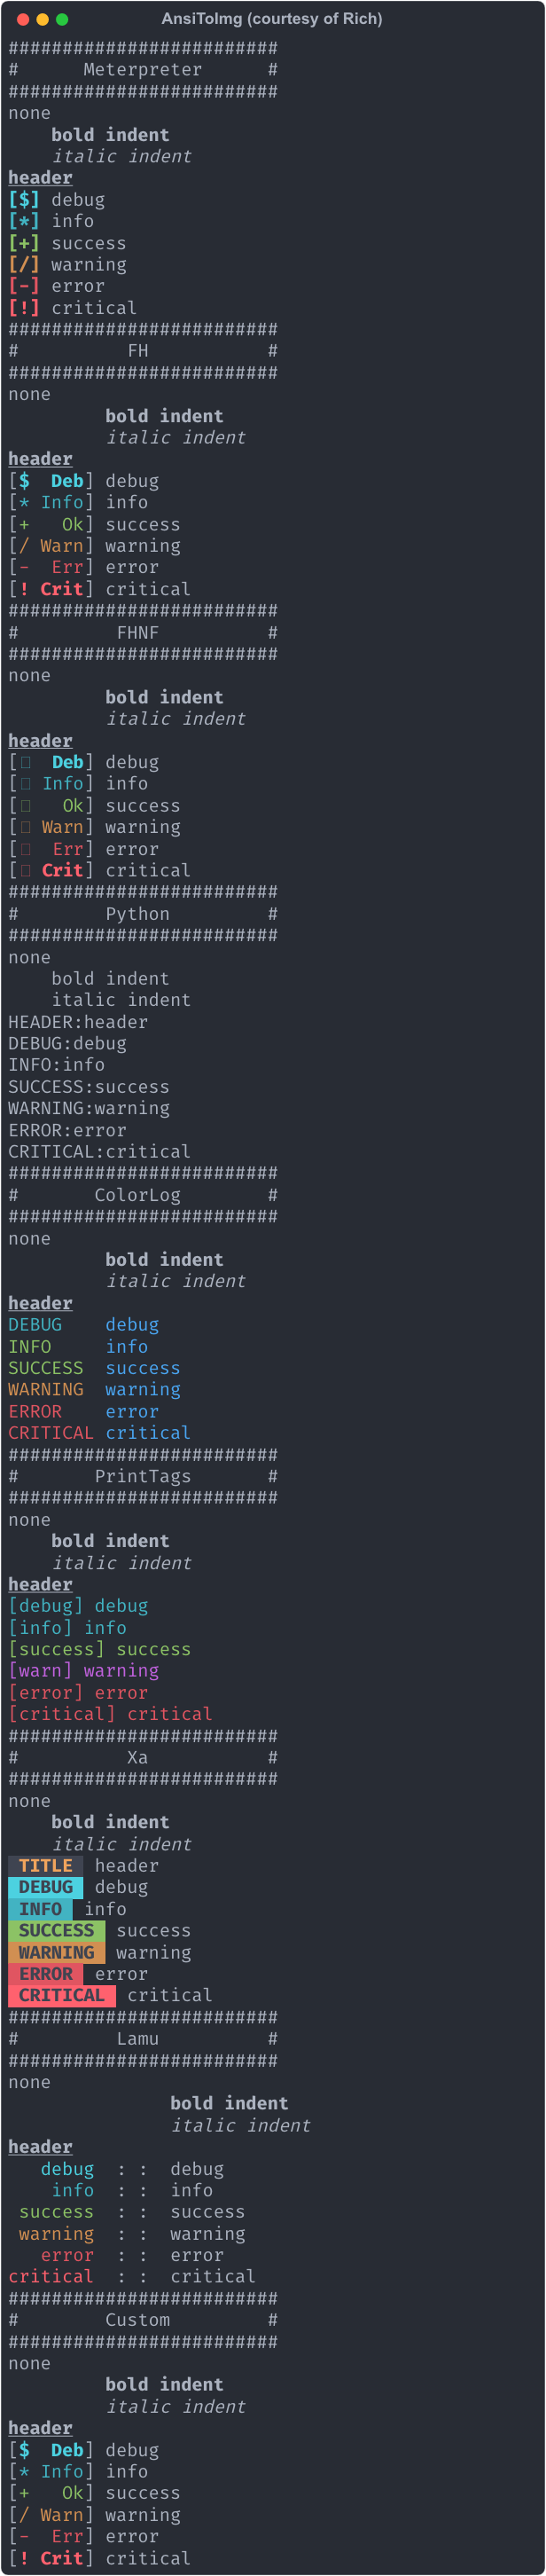 AnsiToImg (courtesy of Rich)
#########################
#      Meterpreter      #
#########################
none
    bold indent
    italic indent
header
[$] debug
[*] info
[+] success
[/] warning
[-] error
[!] critical
#########################
#          FH           #
#########################
none
         bold indent
         italic indent
header
[$  Deb] debug
[* Info] info
[+   Ok] success
[/ Warn] warning
[-  Err] error
[! Crit] critical
#########################
#         FHNF          #
#########################
none
         bold indent
         italic indent
header
[▯  Deb] debug
[▯ Info] info
[▯   Ok] success
[▯ Warn] warning
[▯  Err] error
[▯ Crit] critical
#########################
#        Python         #
#########################
none
    bold indent
    italic indent
HEADER:header
DEBUG:debug
INFO:info
SUCCESS:success
WARNING:warning
ERROR:error
CRITICAL:critical
#########################
#       ColorLog        #
#########################
none
         bold indent
         italic indent
header
DEBUG    debug
INFO     info
SUCCESS  success
WARNING  warning
ERROR    error
CRITICAL critical
#########################
#       PrintTags       #
#########################
none
    bold indent
    italic indent
header
[debug] debug
[info] info
[success] success
[warn] warning
[error] error
[critical] critical
#########################
#          Xa           #
#########################
none
    bold indent
    italic indent
 TITLE  header
 DEBUG  debug
 INFO  info
 SUCCESS  success
 WARNING  warning
 ERROR  error
 CRITICAL  critical
#########################
#         Lamu          #
#########################
none
               bold indent
               italic indent
header
   debug  : :  debug
    info  : :  info
 success  : :  success
 warning  : :  warning
   error  : :  error
critical  : :  critical
#########################
#        Custom         #
#########################
none
         bold indent
         italic indent
header
[$  Deb] debug
[* Info] info
[+   Ok] success
[/ Warn] warning
[-  Err] error
[! Crit] critical